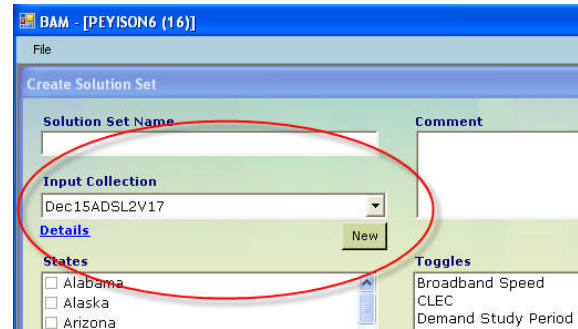 BAM - [PEYISON6 (16)]
File
Create Solution Set
Solution Set Name
Comment
Input Collection
Dec15ADSL2V17
Details
New
States
Toggles
Alabama
Broadband Speed
Alaska
CLEC
Arizona
Demand Study Period